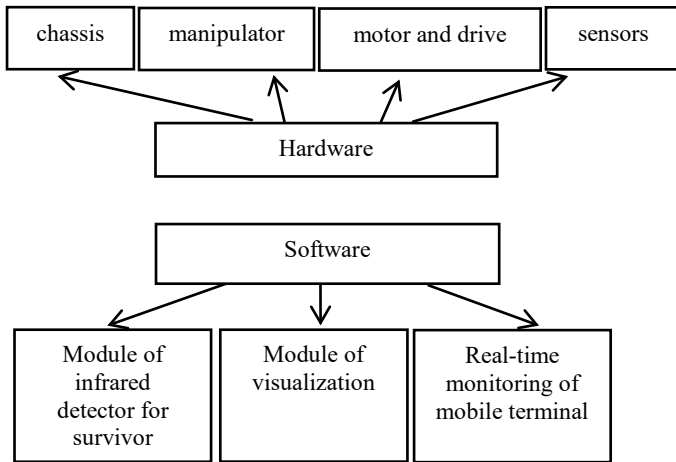 chassis
manipulator
motor and drive
sensors
Hardware
Software
Module of
infrared
detector for
survivor
Module of
visualization
Real-time
monitoring of
mobile terminal